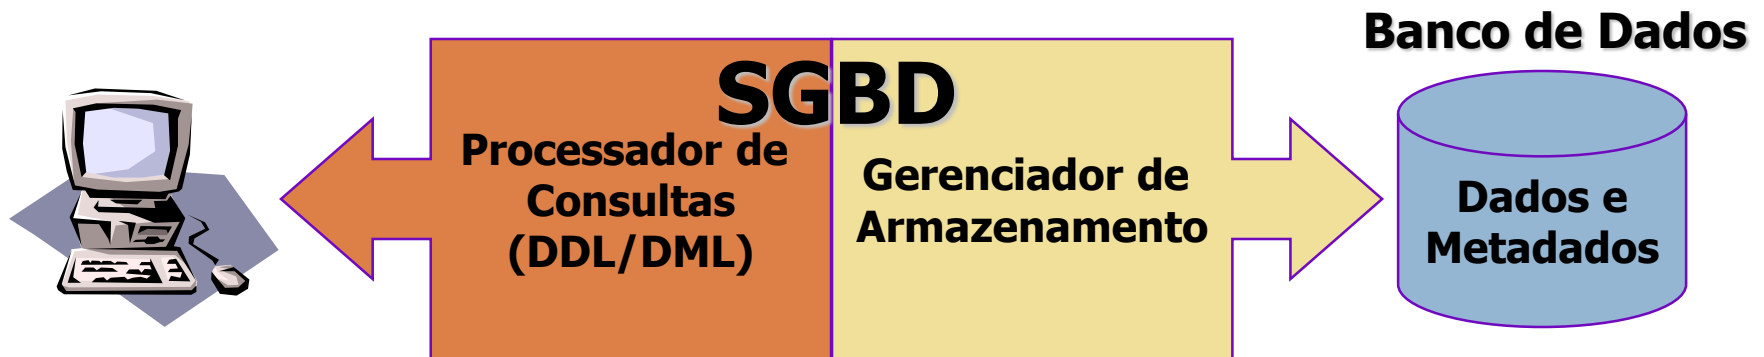 SGBD
Processador de
Consultas
(DDL/DML)
Gerenciador de
Armazenamento
Banco de Dados
Dados e
Metadados